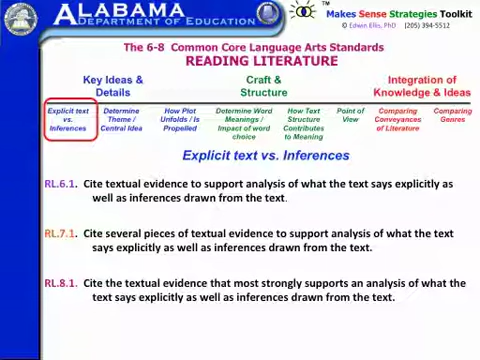 ALABAMA
DEPARTMENT OF EDUCATION
TM
Makes Sense Strategies Toolkit
© Edwin Ellis, PhD (205) 394-5512
The 6-8 Common Core Language Arts Standards
READING LITERATURE
Key Ideas &
Details
Craft &
Structure
Integration of
Knowledge & Ideas
Explicit text
vs.
Inferences
Determine
Theme /
Central Idea
How Plot
Unfolds / Is
Propelled
Determine Word
Meanings /
Impact of word
choice
How Text
Structure
Contributes
to Meaning
Point of
View
Comparing
Conveyances
of Literature
Comparing
Genres
Explicit text vs. Inferences
RL.6.1. Cite textual evidence to support analysis of what the text says explicitly as
well as inferences drawn from the text.
RL.7.1. Cite several pieces of textual evidence to support analysis of what the text
says explicitly as well as inferences drawn from the text.
RL.8.1. Cite the textual evidence that most strongly supports an analysis of what the
text says explicitly as well as inferences drawn from the text.